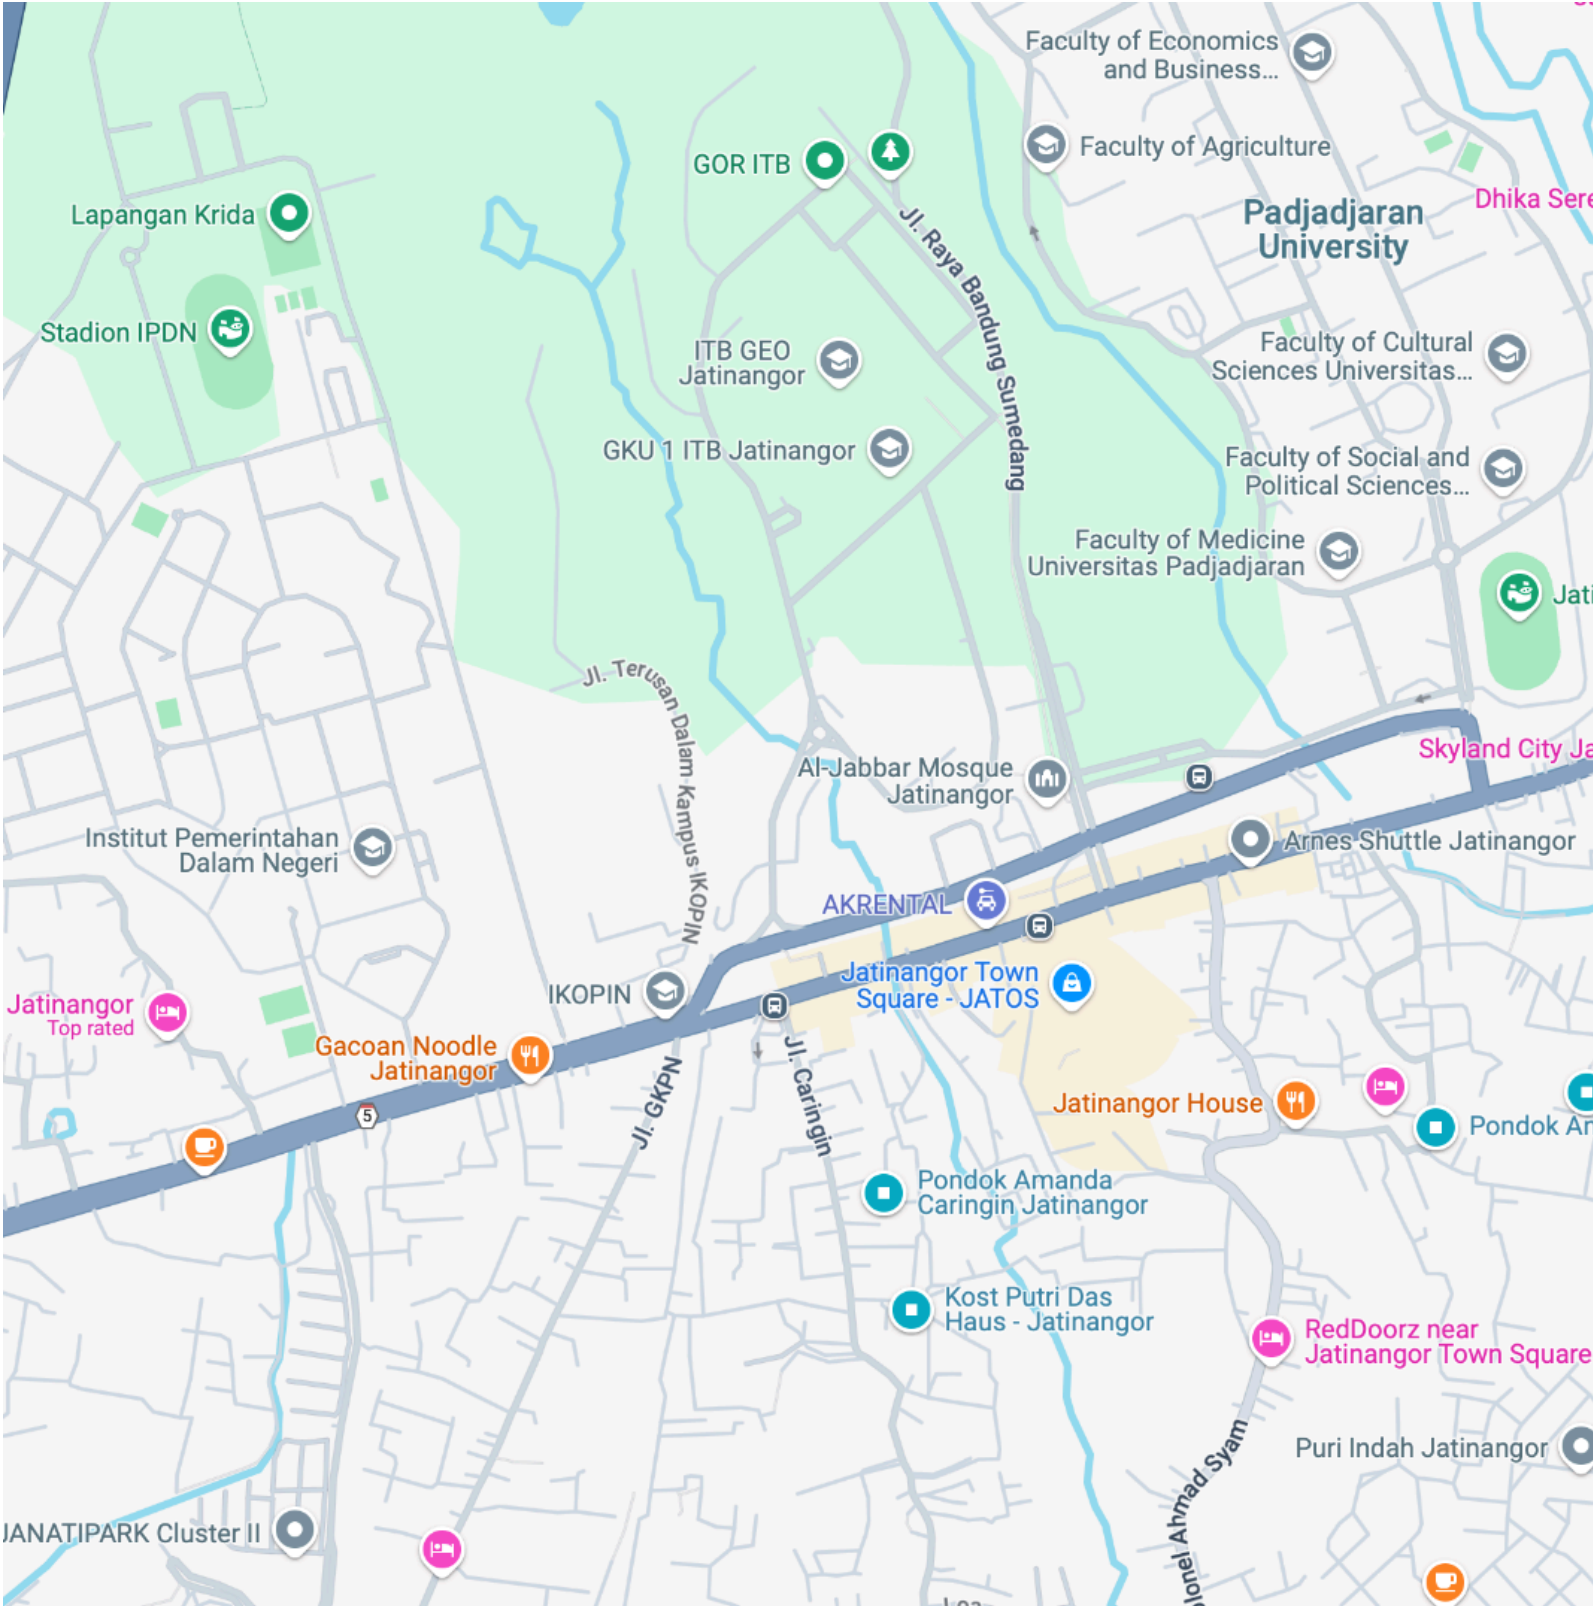 Faculty of Economics
and Business...
Faculty of Agriculture
GOR ITB
Dhika Sere
Padjadjaran
University
Lapangan Krida
Jl. Raya Bandung Sumedang
Stadion IPDN
ITB GEO
Jatinangor
Faculty of Cultural
Sciences Universitas...
GKU 1 ITB Jatinangor
Faculty of Social and
Political Sciences...
Faculty of Medicine
Universitas Padjadjaran
Jati
Jl. Terusan Dalam Kampus IKOPIN
Skyland City Ja
Al-Jabbar Mosque
Jatinangor
Institut Pemerintahan
Dalam Negeri
Arnes Shuttle Jatinangor
AKRENTAL
Jatinangor Town
Square - JATOS
IKOPIN
Jatinangor
Top rated
Gacoan Noodle
Jatinangor
Jl. GKPN
Jl. Caringin
5
Jatinangor House
Pondok Am
Pondok Amanda
Caringin Jatinangor
Kost Putri Das
Haus - Jatinangor
RedDoorz near
Jatinangor Town Square
Puri Indah Jatinangor
olonel Ahmad Syam
JANATIPARK Cluster II